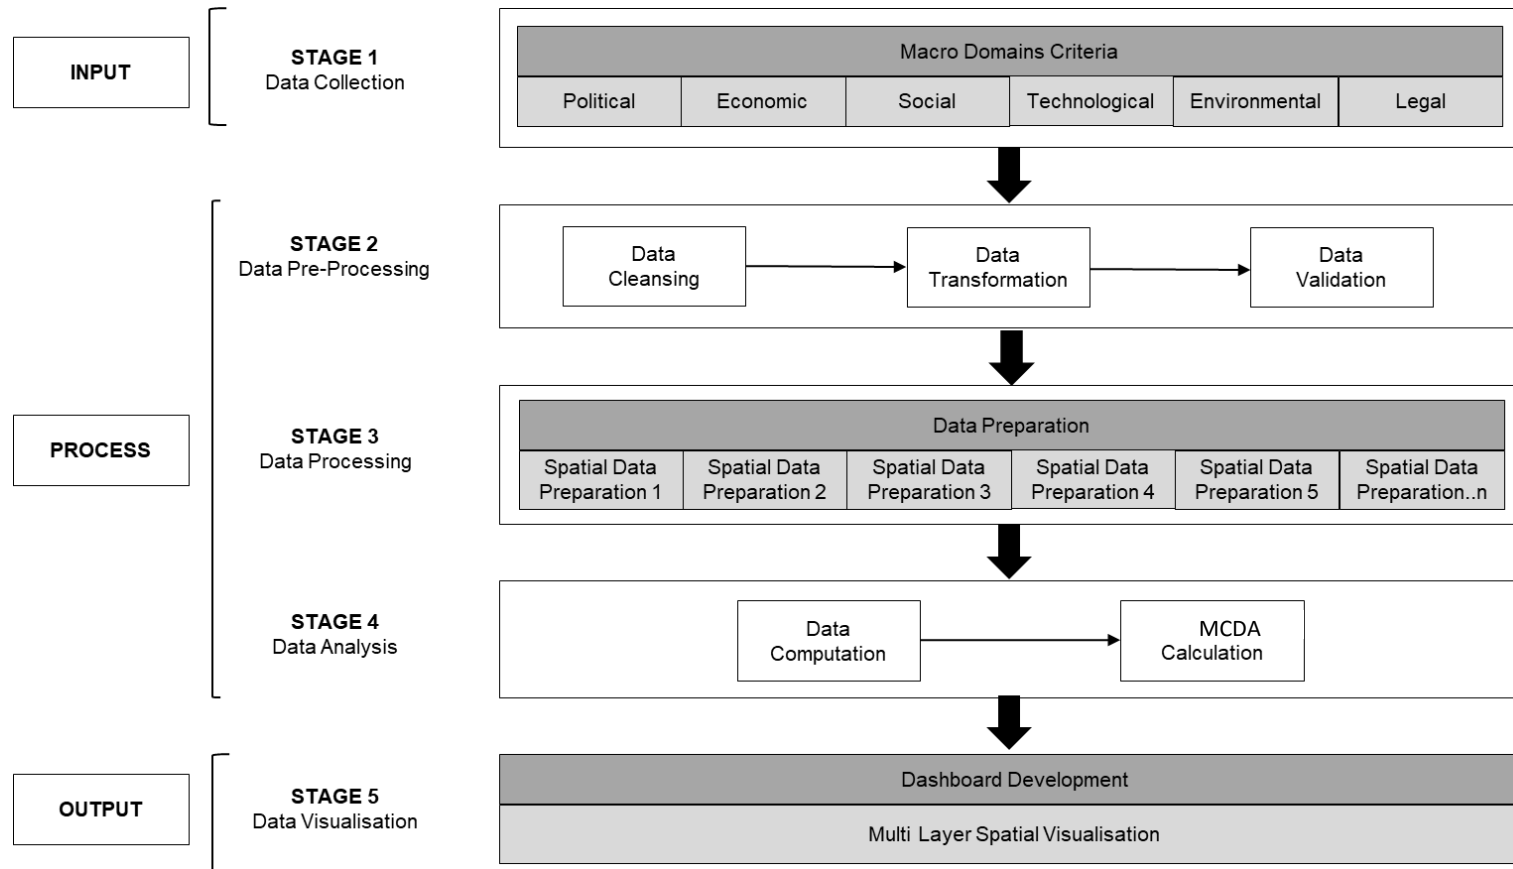 INPUT
STAGE 1
Data Collection
Macro Domains Criteria
Political
Economic
Social
Technological
Environmental
Legal
STAGE 2
Data Pre-Processing
Data
Cleansing
Data
Transformation
Data
Validation
PROCESS
STAGE 3
Data Processing
Data Preparation
Spatial Data
Preparation 1
Spatial Data
Preparation 2
Spatial Data
Preparation 3
Spatial Data
Preparation 4
Spatial Data
Preparation 5
Spatial Data
Preparation..n
STAGE 4
Data Analysis
Data
Computation
MCDA
Calculation
OUTPUT
STAGE 5
Data Visualisation
Dashboard Development
Multi Layer Spatial Visualisation